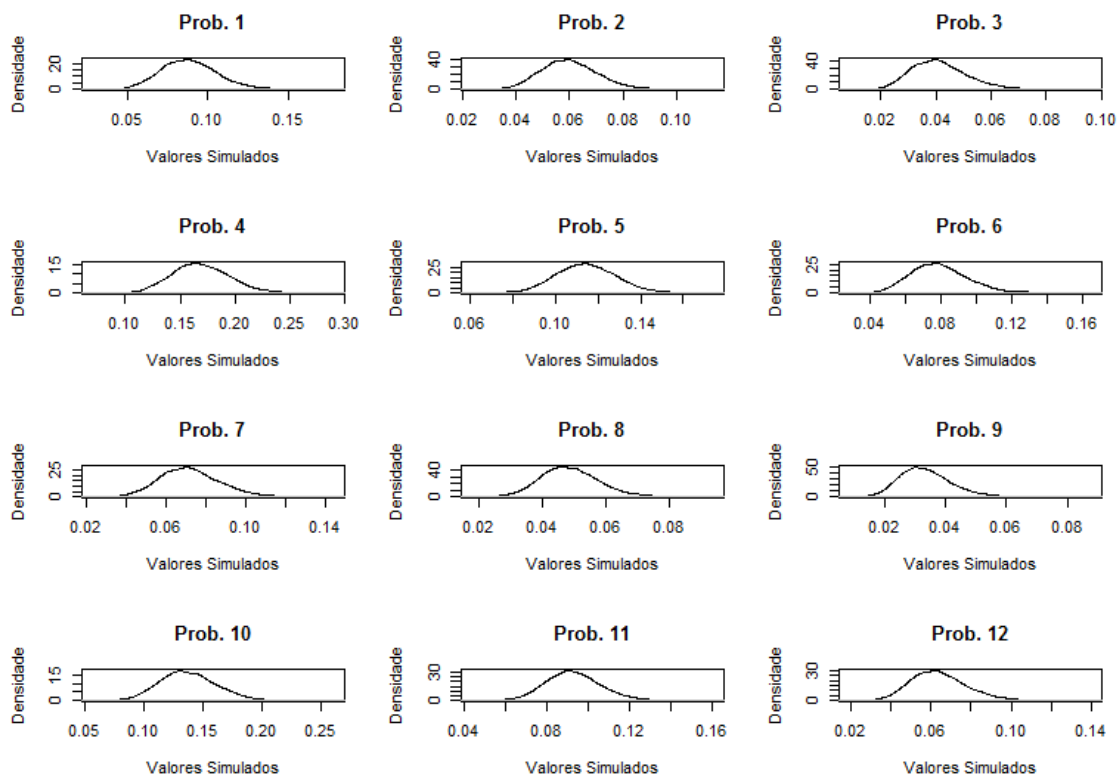 Prob. 1 Prob. 2 Prob. 3
Densidade 0 20 Densidade 0 20 40 Densidade 0 20 40
0.05 0.10 0.15 0.02 0.04 0.06 0.08 0.10 0.02 0.04 0.06 0.08 0.10
Valores Simulados Valores Simulados Valores Simulados
Prob. 4 Prob. 5 Prob. 6
Densidade 0 15 Densidade 0 25 Densidade 0 25
0.10 0.15 0.20 0.25 0.30 0.06 0.10 0.14 0.04 0.08 0.12 0.16
Valores Simulados Valores Simulados Valores Simulados
Prob. 7 Prob. 8 Prob. 9
Densidade 0 25 Densidade 0 40 Densidade 0 50
0.02 0.06 0.10 0.14 0.02 0.04 0.06 0.08 0.02 0.04 0.06 0.08
Valores Simulados Valores Simulados Valores Simulados
Prob. 10 Prob. 11 Prob. 12
Densidade 0 15 Densidade 0 30 Densidade 0 30
0.05 0.10 0.15 0.20 0.25 0.04 0.08 0.12 0.16 0.02 0.06 0.10 0.14
Valores Simulados Valores Simulados Valores Simulados